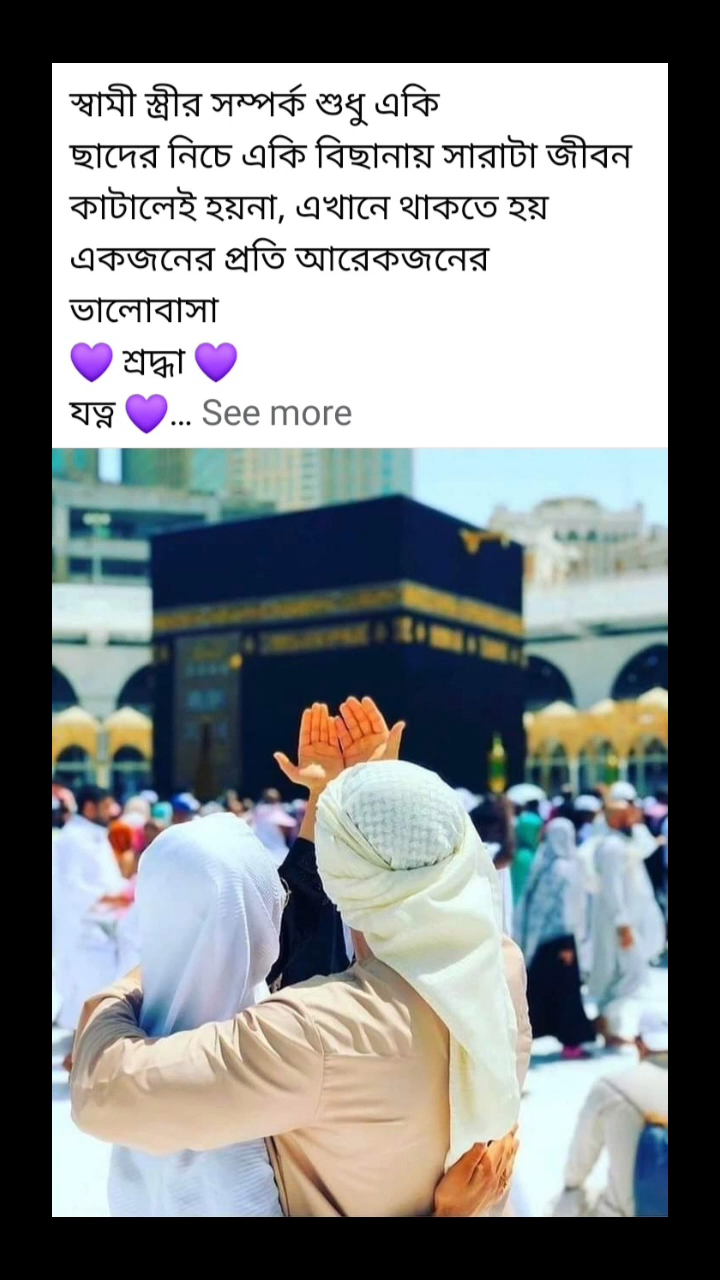 স্বামী স্ত্রীর সম্পর্ক শুধু একি
ছাদের নিচে একি বিছানায় সারাটা জীবন
কাটালেই হয়না, এখানে থাকতে হয়
একজনের প্রতি আরেকজনের
ভালোবাসা
💜 শ্রদ্ধা 💜
যত্ন 💜... See more